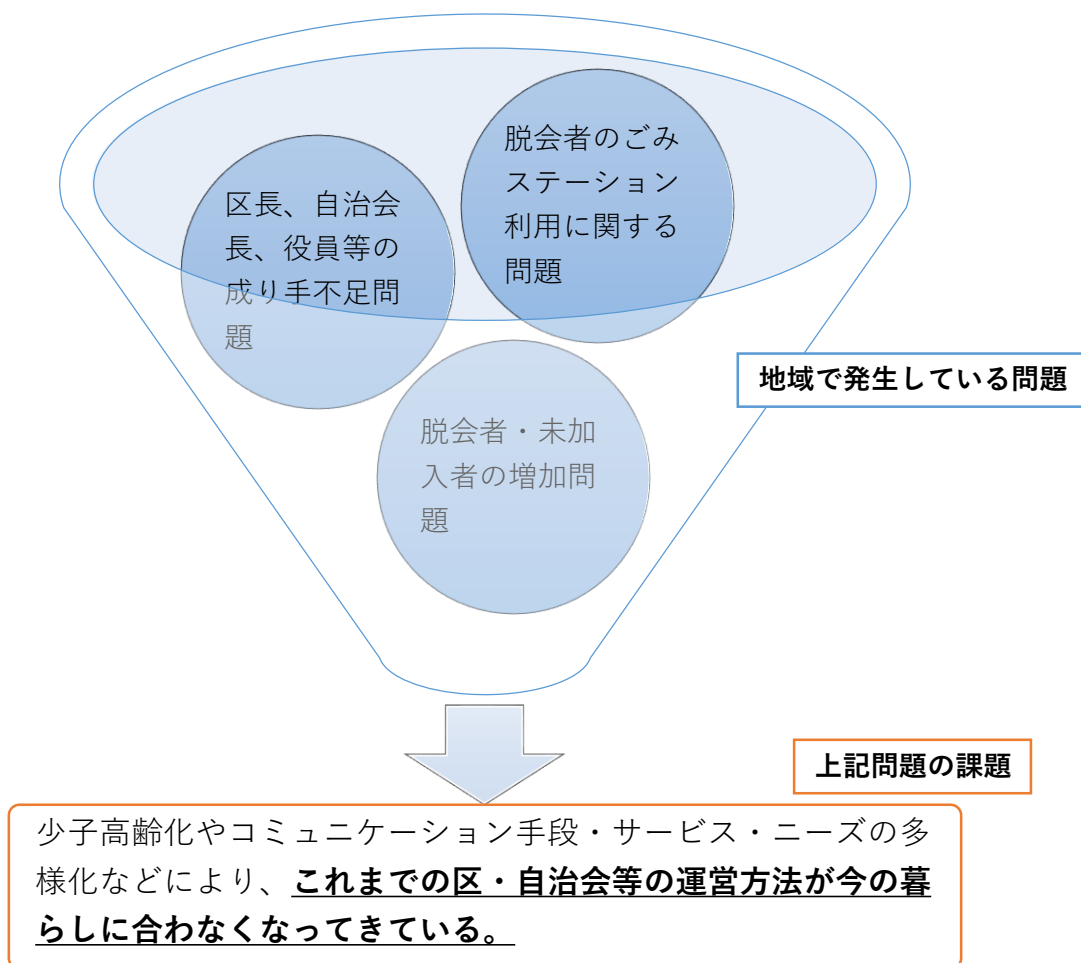 脱会者のごみ
ステーション
利用に関する
問題
区長、自治会
長、役員等の
成り手不足問
題
地域で発生している問題
脱会者・未加
入者の増加問
題
上記問題の課題
少子高齢化やコミュニケーション手段・サービス・ニーズの多
様化などにより、これまでの区・自治会等の運営方法が今の暮
らしに合わなくなってきている。